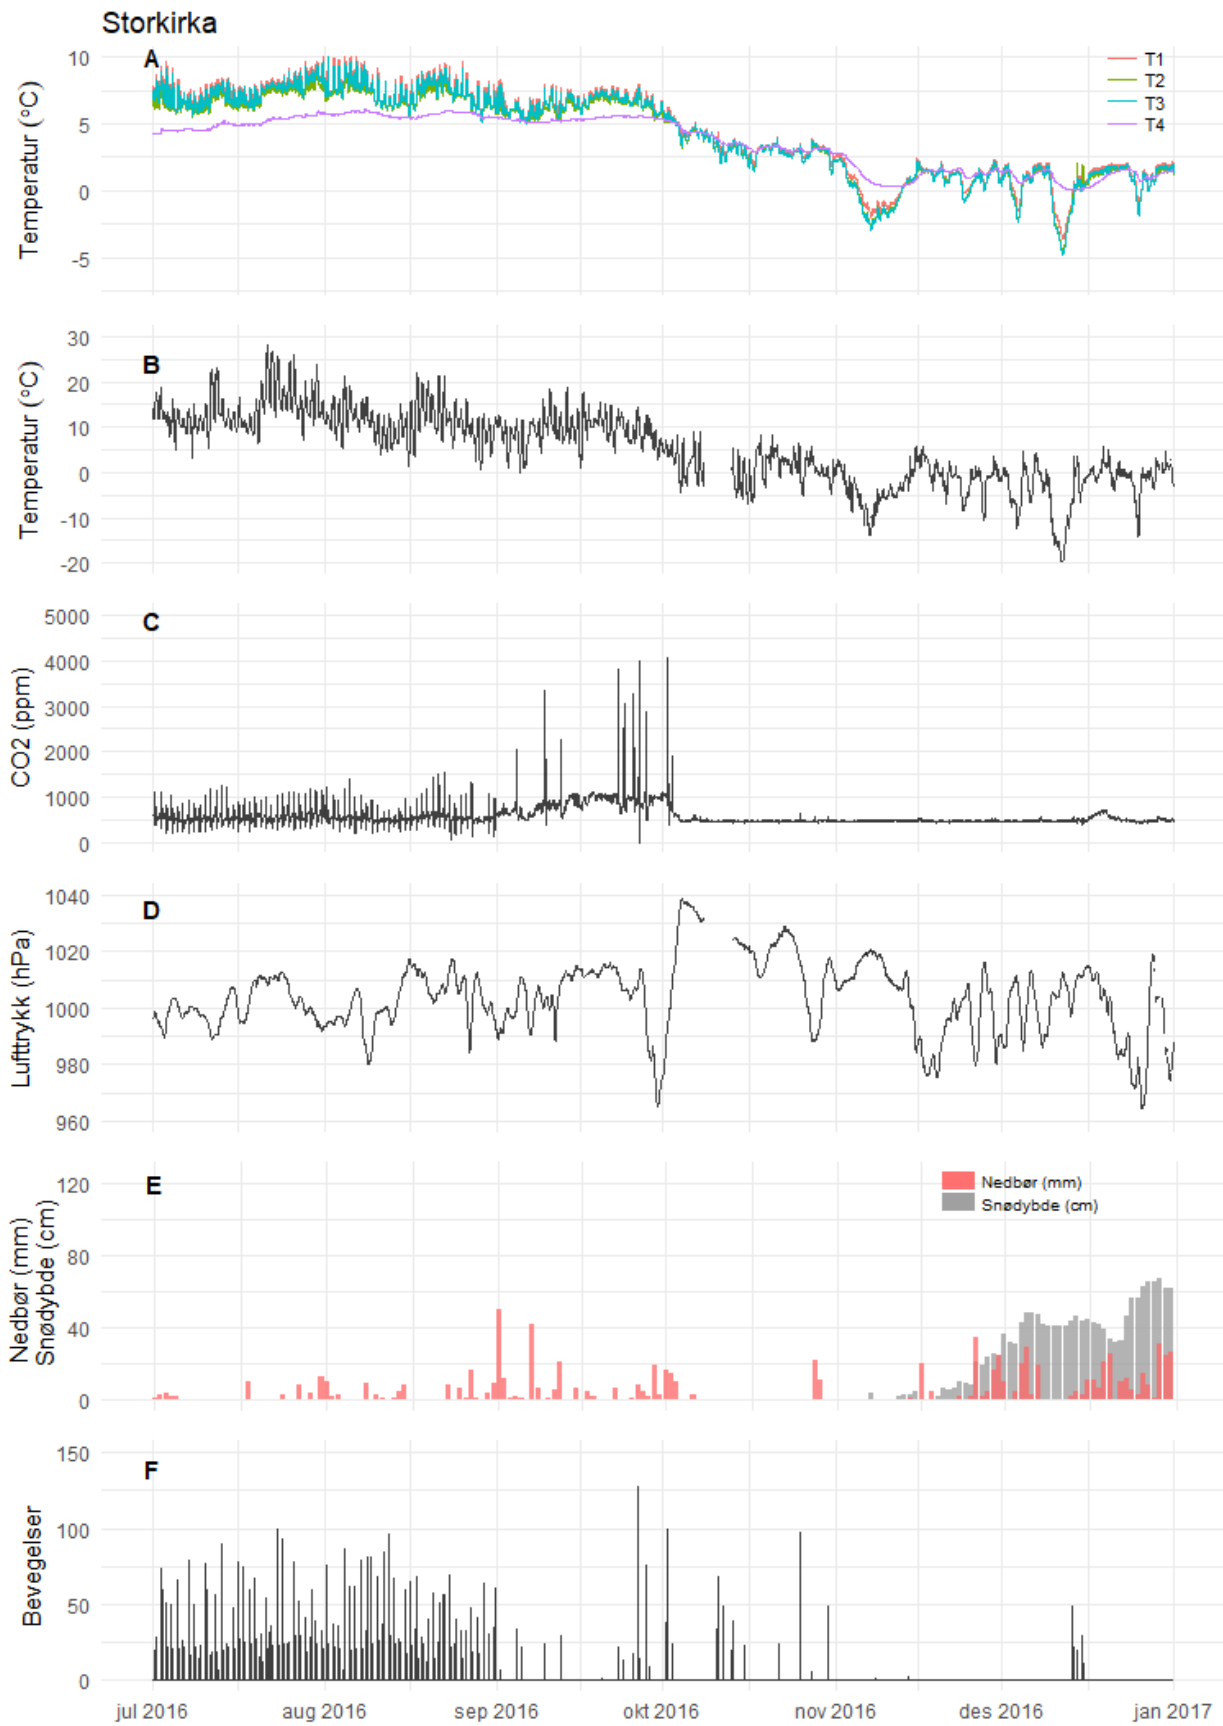 Storkirka
A
T1
T2
T3
T4
Temperatur (°C)
10
5
0
-5
B
Temperatur (°C)
30
20
10
0
-10
-20
C
CO2 (ppm)
5000
4000
3000
2000
1000
0
D
Lufttrykk (hPa)
1040
1020
1000
980
960
E
Nedbør (mm)
Snødybde (cm)
Nedbør (mm)
Snødybde (cm)
120
80
40
0
F
Bevegelser
150
100
50
0
jul 2016 aug 2016 sep 2016 okt 2016 nov 2016 des 2016 jan 2017